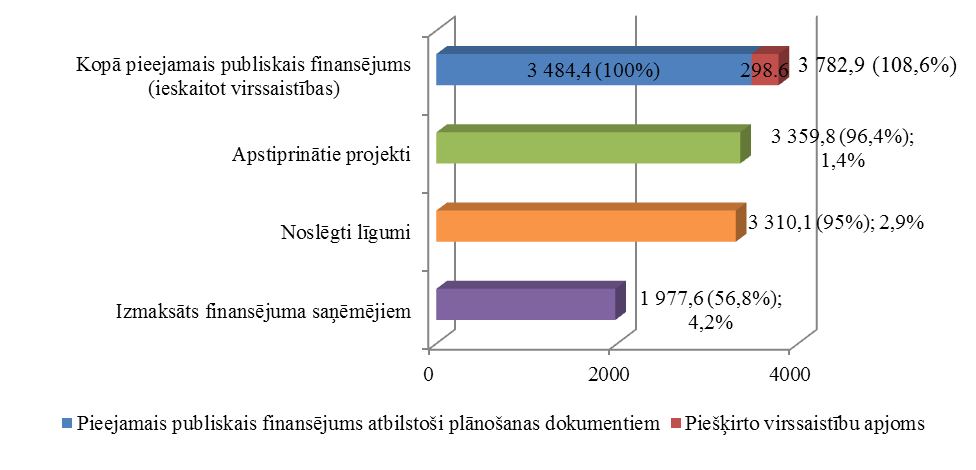 Kopā pieejamais publiskais finansējums
(ieskaitot virssaistības)
3 484,4 (100%)
298.6
3 782,9 (108,6%)
Apstiprinātie projekti
3 359,8 (96,4%);
1,4%
Noslēgti līgumi
3 310,1 (95%); 2,9%
Izmaksāts finansējuma saņēmējiem
1 977,6 (56,8%);
4,2%
0
2000
4000
Pieejamais publiskais finansējums atbilstoši plānošanas dokumentiem
Piešķirto virssaistību apjoms